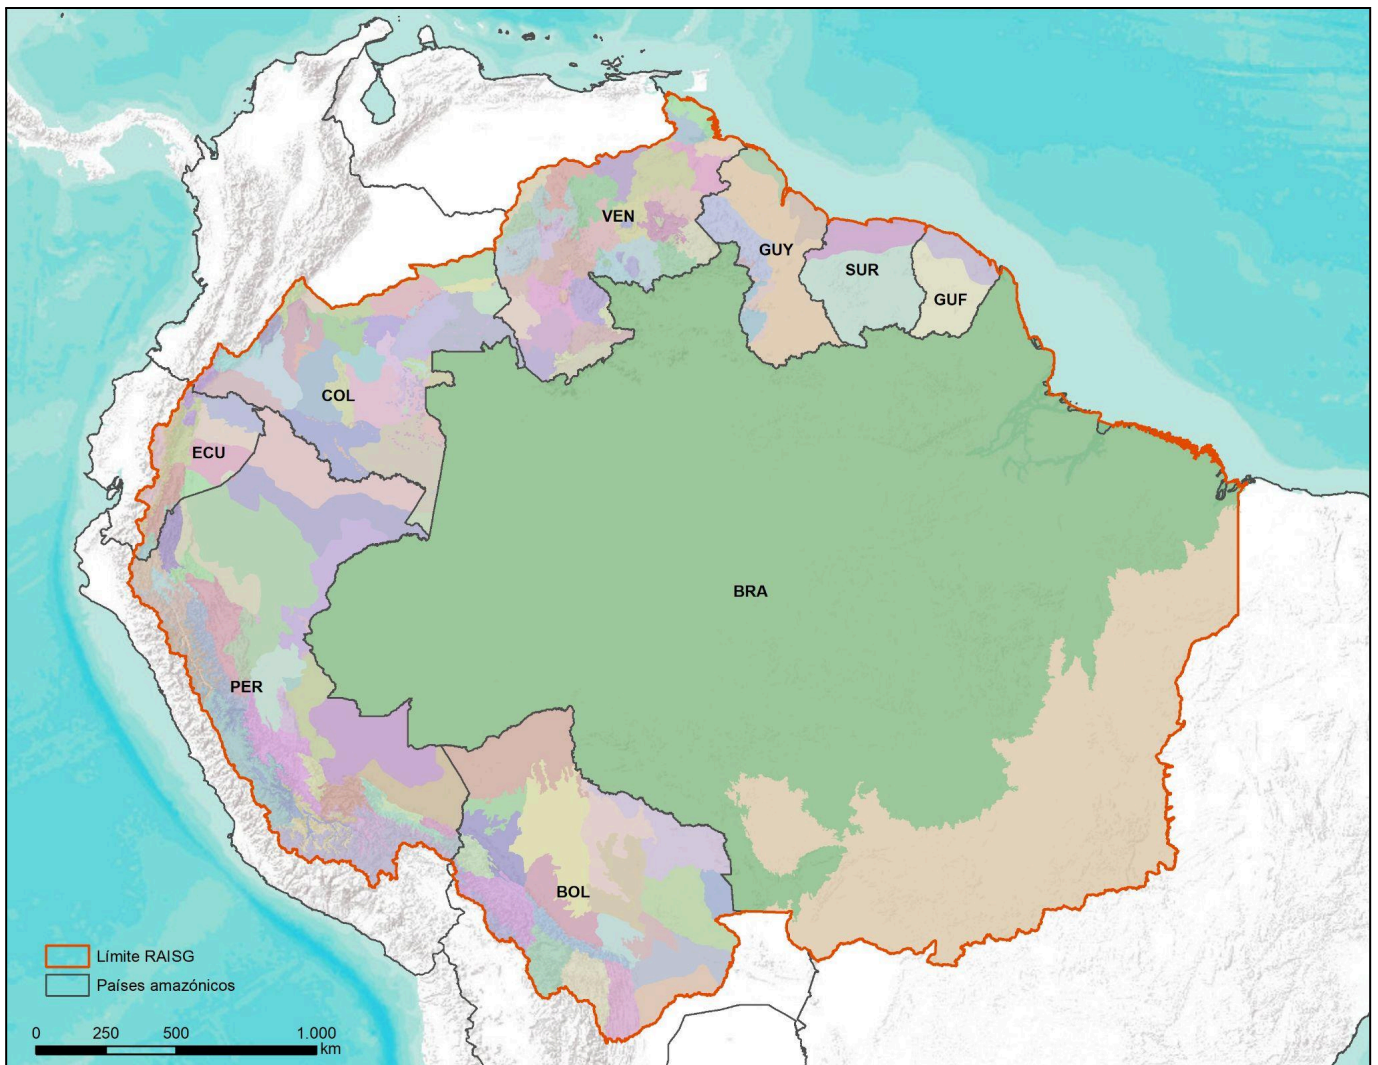 VEN
GUY
SUR
GUF
COL
ECU
BRA
PER
BOL
Límite RAISG
Países amazónicos
0 250 500 1.000
km